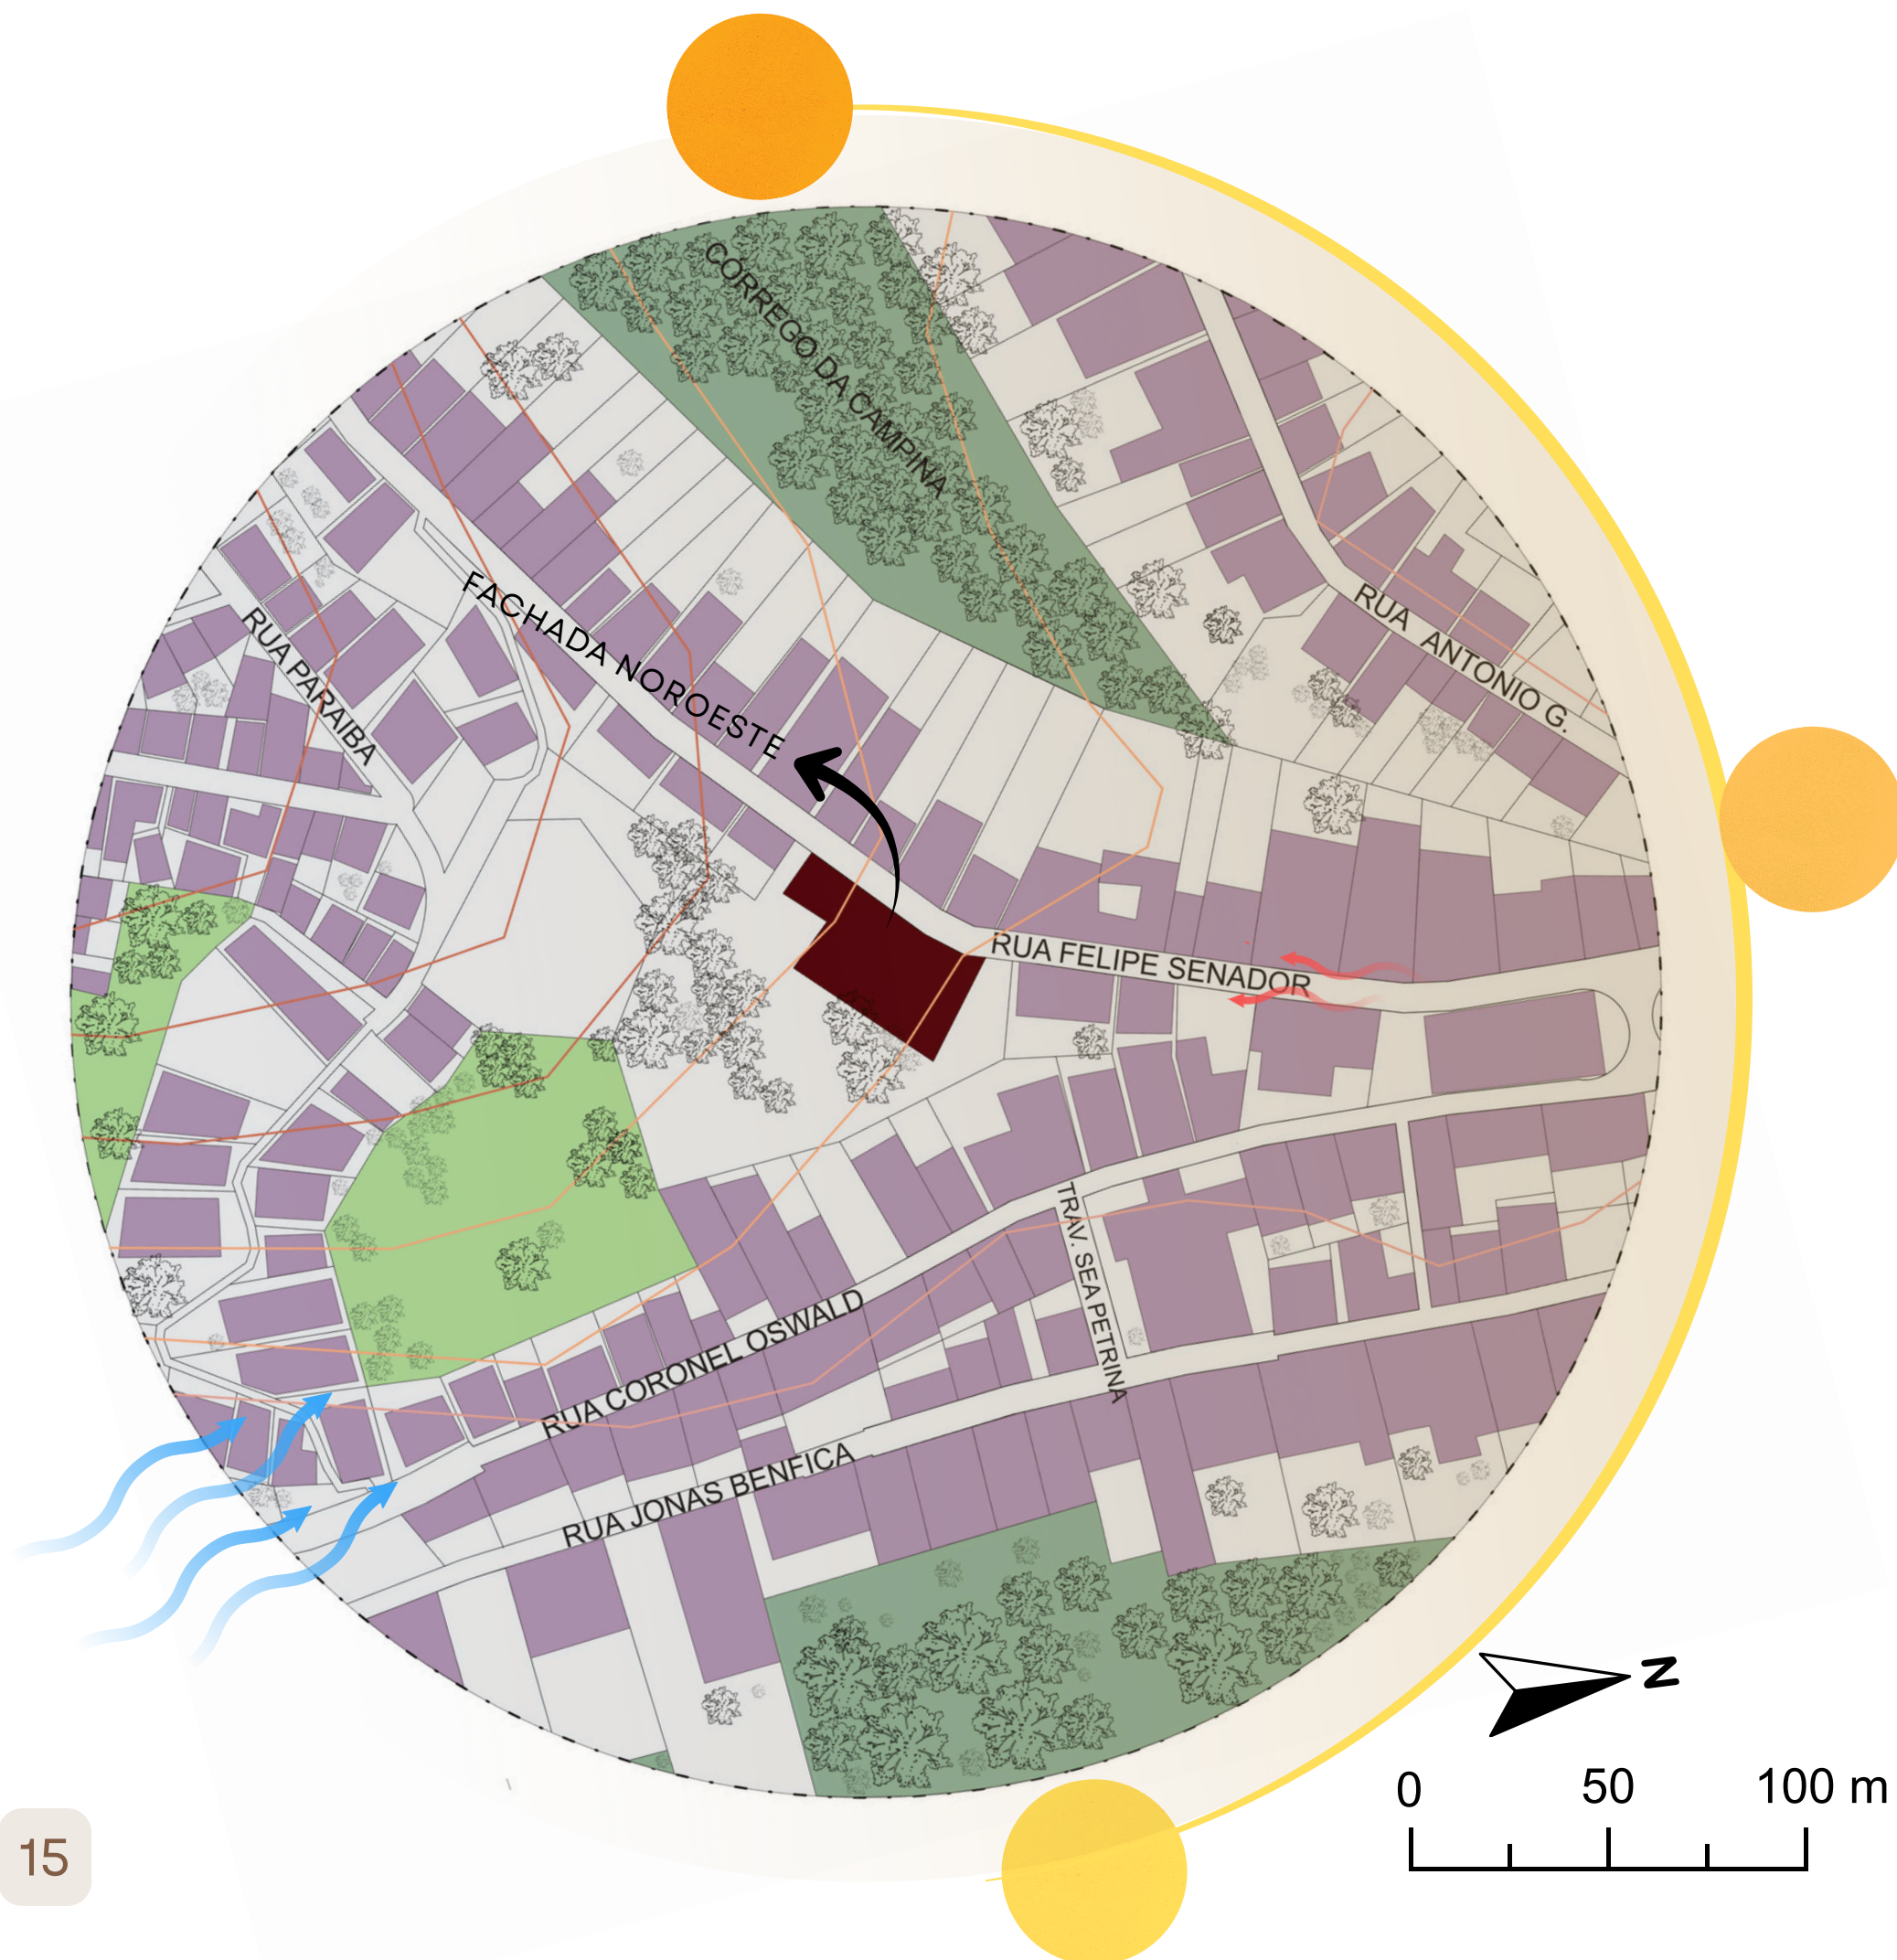 CORREGO DA CAMPINA
FACHADA NOROESTE
RUA PARAIBA
RUA ANTONIO G.
RUA FELIPE SENADOR
TRAV. SEA PETRINA
RUA CORONEL OSWALD
RUA JONAS BENFICA
N
0 50 100 m
15